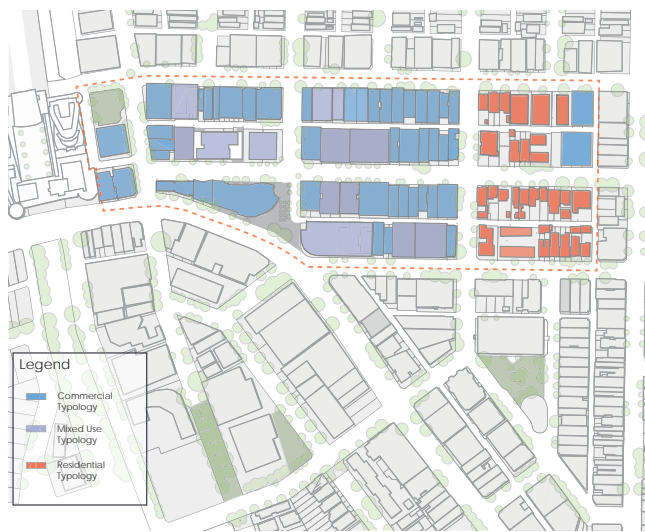 Legend
Commercial
Typology
Mixed Use
Typology
Residential
Typology